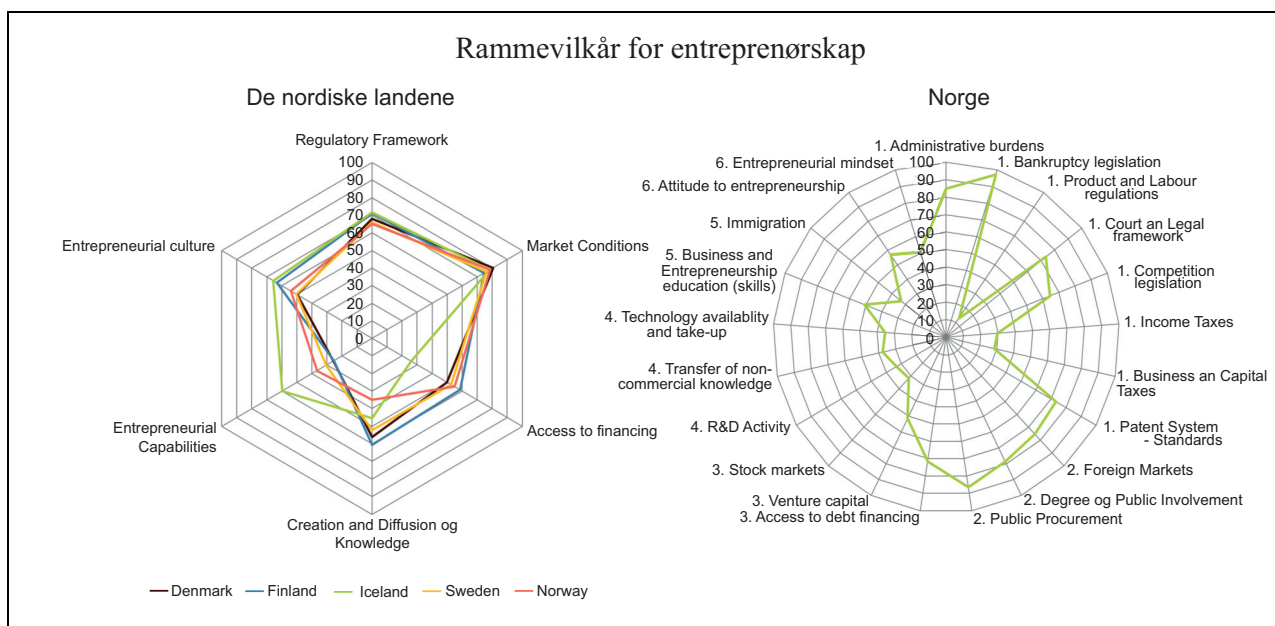 Rammevilkår for entreprenørskap
De nordiske landene
Regulatory Framework
100
90
80
70
60
50
40
30
20
10
0
Market Conditions
Access to financing
Creation and Diffusion og
Knowledge
Entrepreneurial
Capabilities
Entrepreneurial culture
Denmark
Finland
Iceland
Sweden
Norway
Norge
1. Administrative burdens
100
90
80
70
60
50
40
30
20
10
0
1. Bankruptcy legislation
1. Product and Labour
regulations
1. Court an Legal
framework
1. Competition
legislation
1. Income Taxes
1. Business an Capital
Taxes
1. Patent System
- Standards
2. Foreign Markets
2. Degree og Public Involvement
2. Public Procurement
3. Access to debt financing
3. Venture capital
3. Stock markets
4. R&D Activity
4. Transfer of non-
commercial knowledge
4. Technology availablity
and take-up
5. Business and
Entrepreneurship
education (skills)
5. Immigration
6. Attitude to entrepreneurship
6. Entrepreneurial mindset